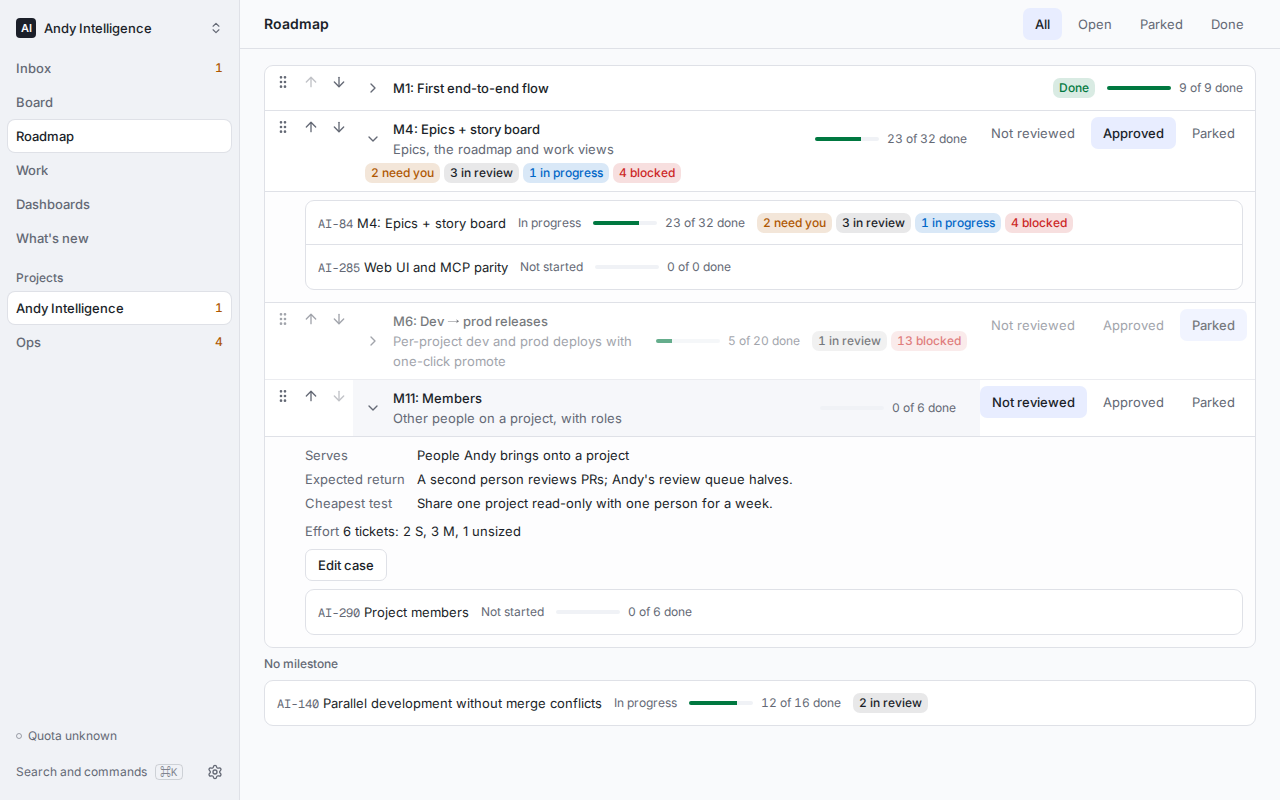 AI Andy Intelligence
Inbox 1
Board
Roadmap
Work
Dashboards
What's new
Projects
Andy Intelligence 1
Ops 4
Quota unknown
Search and commands ⌘K
Roadmap
All Open Parked Done
M1: First end-to-end flow Done 9 of 9 done
M4: Epics + story board
Epics, the roadmap and work views
23 of 32 done Not reviewed Approved Parked
2 need you 3 in review 1 in progress 4 blocked
AI-84 M4: Epics + story board In progress 23 of 32 done 2 need you 3 in review 1 in progress 4 blocked
AI-285 Web UI and MCP parity Not started 0 of 0 done
M6: Dev → prod releases
Per-project dev and prod deploys with
one-click promote
5 of 20 done 1 in review 13 blocked Not reviewed Approved Parked
M11: Members
Other people on a project, with roles
0 of 6 done Not reviewed Approved Parked
Serves People Andy brings onto a project
Expected return A second person reviews PRs; Andy's review queue halves.
Cheapest test Share one project read-only with one person for a week.
Effort 6 tickets: 2 S, 3 M, 1 unsized
Edit case
AI-290 Project members Not started 0 of 6 done
No milestone
AI-140 Parallel development without merge conflicts In progress 12 of 16 done 2 in review